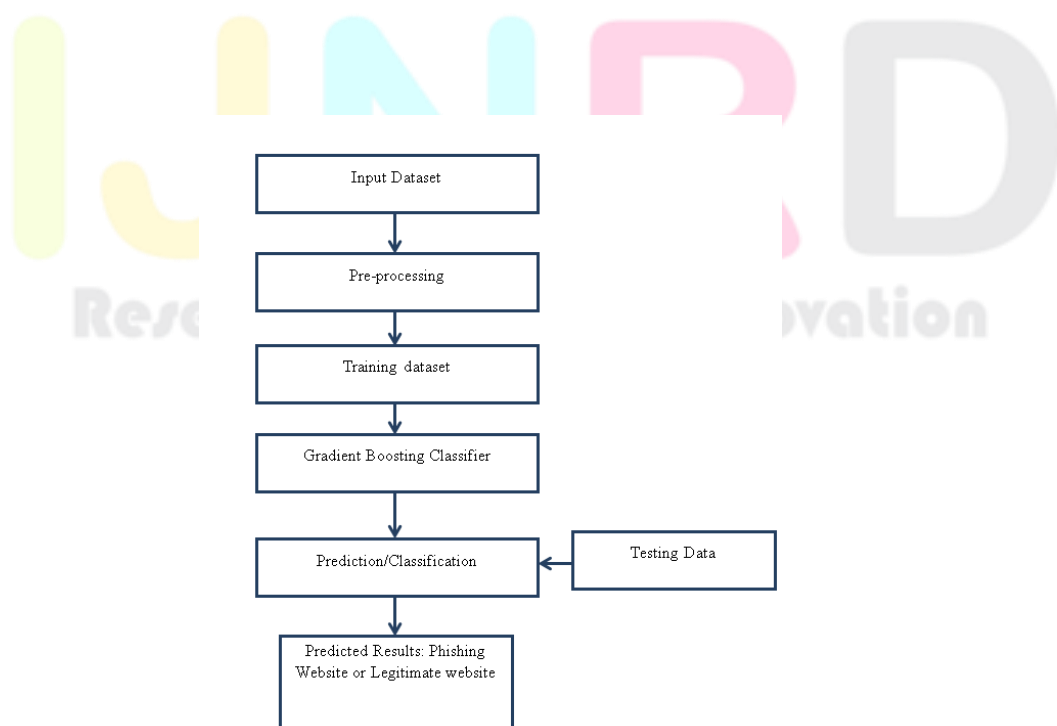 IJNRD
Input Dataset
Pre-processing
Training dataset
Gradient Boosting Classifier
Prediction/Classification
Testing Data
Predicted Results: Phishing
Website or Legitimate website